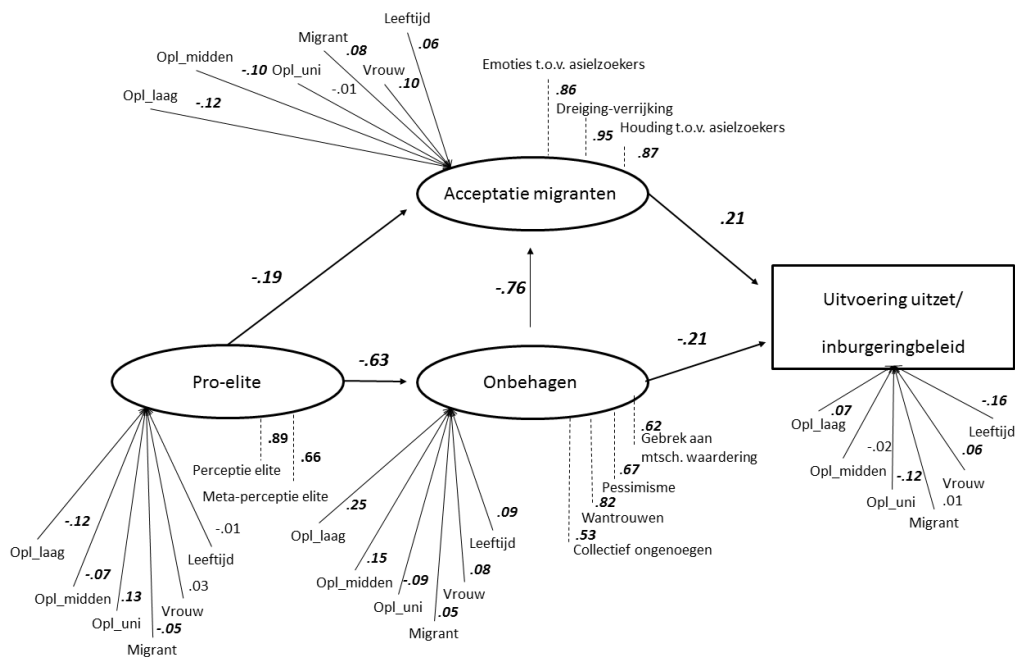 Leeftijd
.06
Migrant
.08
Opl_midden
-.10
Opl_uni
-.01
Vrouw
.10
Opl_laag
-.12
Emoties t.o.v. asielzoekers
.86
Dreiging-verrijking
.95
Houding t.o.v. asielzoekers
.87
Acceptatie migranten
.21
-.19
-.76
Uitvoering uitzet/
inburgeringbeleid
-.63
-.21
Pro-elite
Onbehagen
.89
Perceptie elite
.66
Meta-perceptie elite
.62
Gebrek aan
mtsch. waardering
.67
Pessimisme
.82
Wantrouwen
.53
Collectief ongenoegen
-.12
Opl_laag
-.07
Opl_midden
.13
Opl_uni
-.05
Migrant
.03
Vrouw
-.01
Leeftijd
.25
Opl_laag
.15
Opl_midden
-.09
Opl_uni
.05
Migrant
.08
Vrouw
.09
Leeftijd
.07
Opl_laag
-.02
Opl_midden
-.12
Opl_uni
.01
Migrant
.06
Vrouw
-.16
Leeftijd